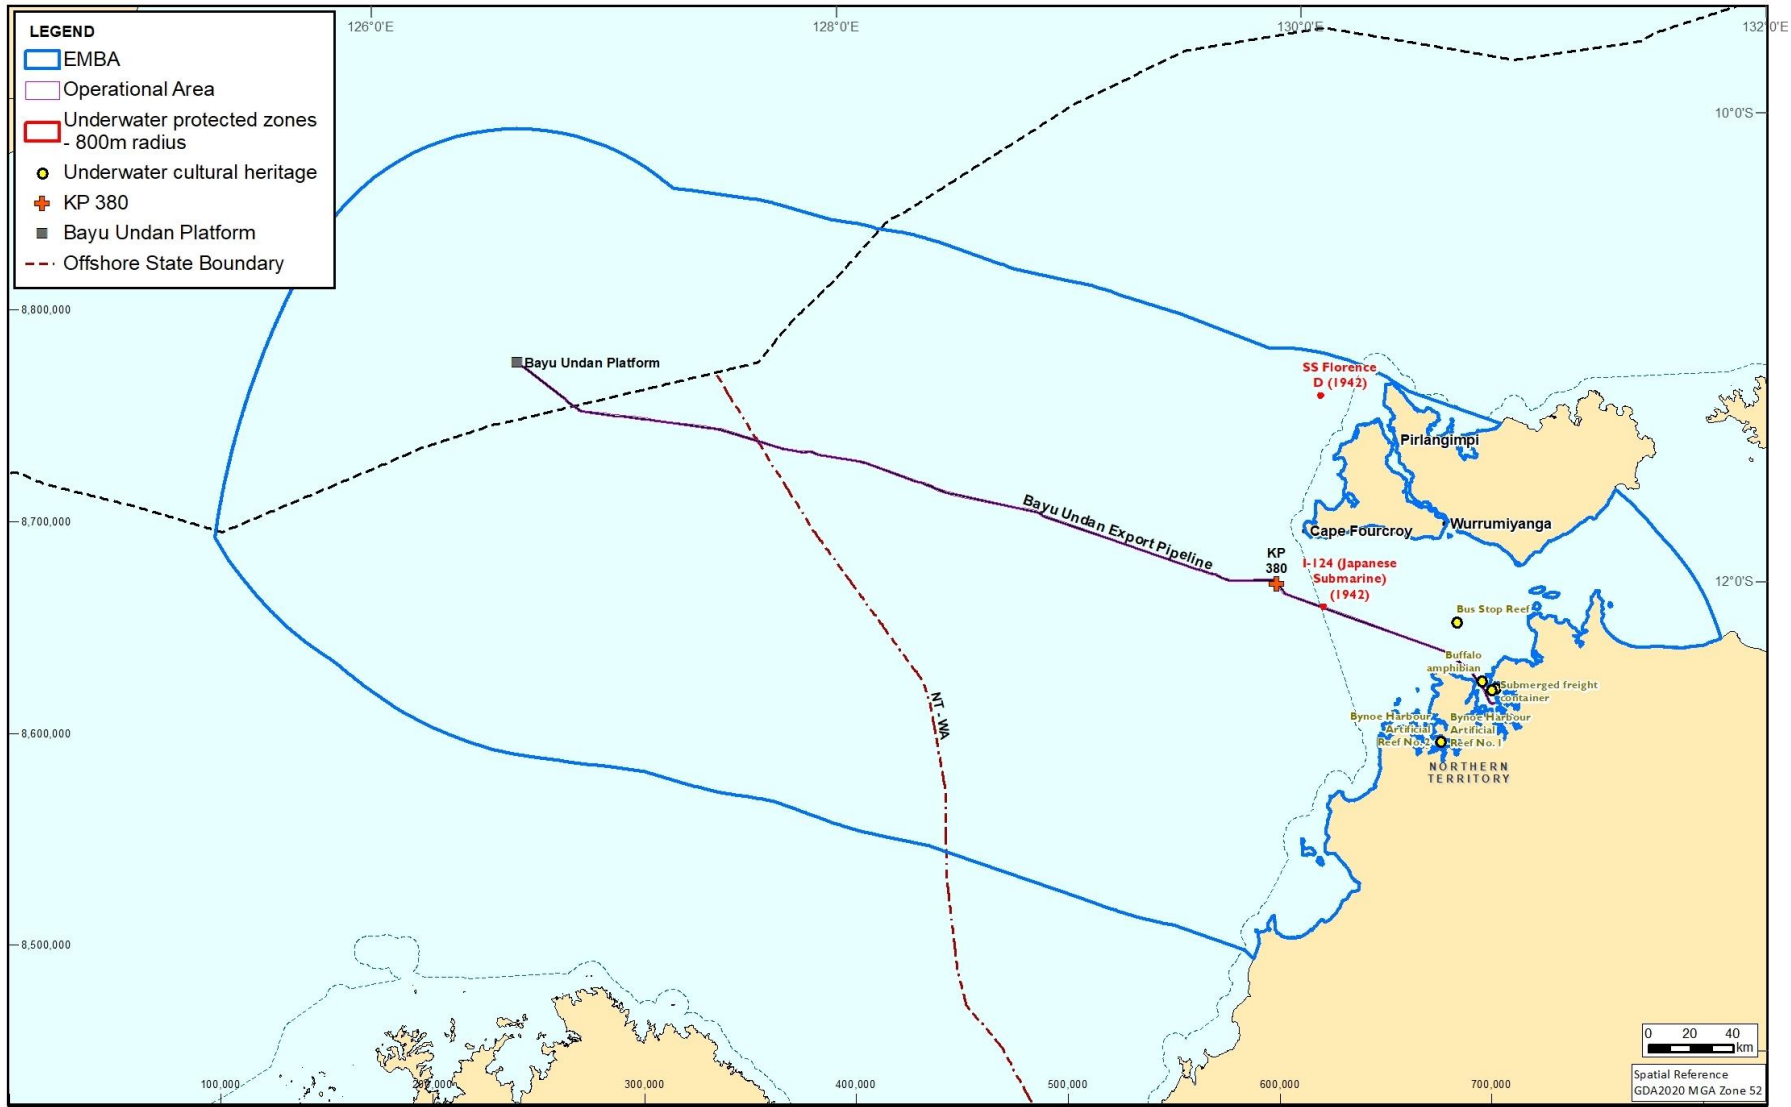 126°0'E
128°0'E
130°0'E
132°0'E
LEGEND
EMBA
Operational Area
Underwater protected zones
- 800m radius
Underwater cultural heritage
KP 380
Bayu Undan Platform
Offshore State Boundary
10°0'S
8,800,000
Bayu Undan Platform
SS Florence
D (1942)
Pirlangimpi
8,700,000
Bayu Undan Export Pipeline
Cape Fourcroy
Wurrumiyanga
KP
380
I-124 (Japanese
Submarine)
(1942)
12°0'S
Bus Stop Reef
Buffalo
amphibian
Submerged freight
container
NT - WA
Bynoe Harbour
Artificial
Reef No. 2
Bynoe Harbour
Artificial
Reef No. 1
8,600,000
NORTHERN
TERRITORY
8,500,000
0 20 40
km
100,000
200,000
300,000
400,000
500,000
600,000
700,000
Spatial Reference
GDA2020 MGA Zone 52